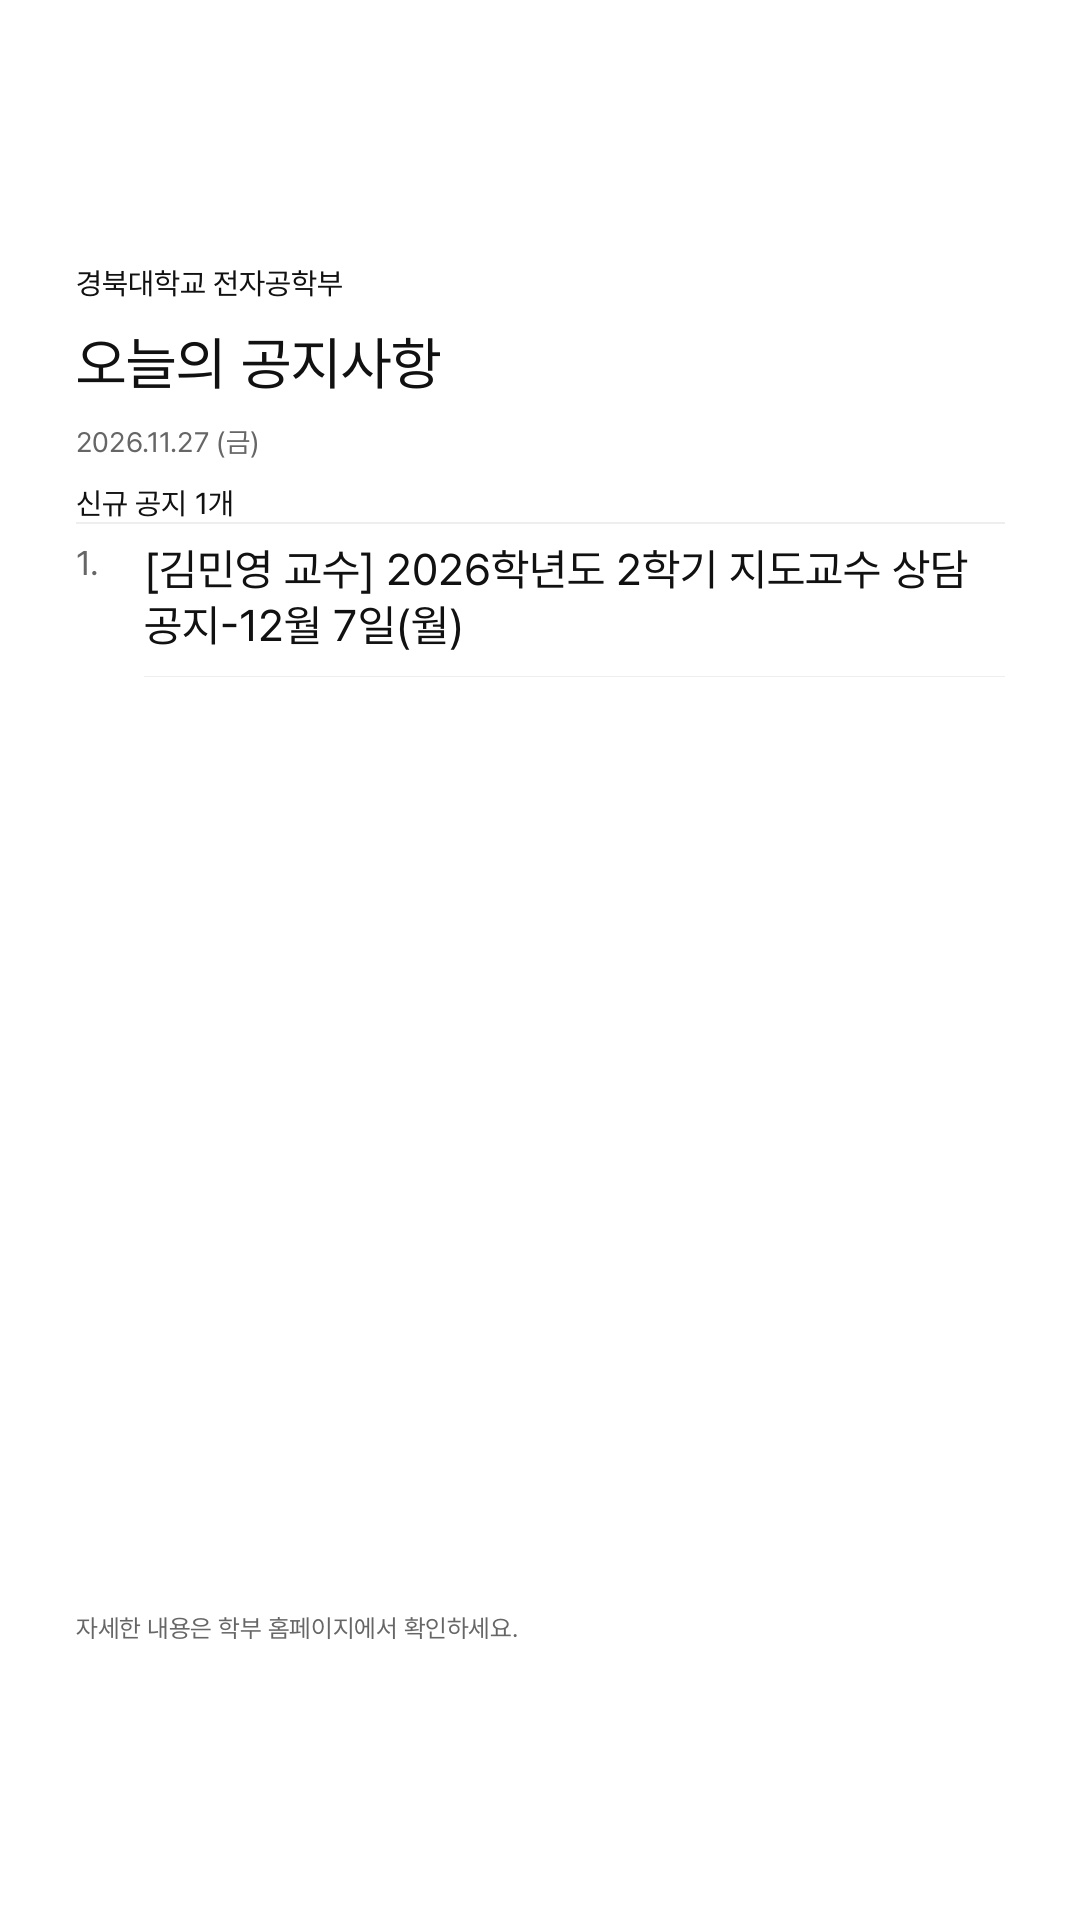 경북대학교 전자공학부
오늘의 공지사항
2026.11.27 (금)
신규 공지 1개
1. [김민영 교수] 2026학년도 2학기 지도교수 상담
공지-12월 7일(월)
자세한 내용은 학부 홈페이지에서 확인하세요.